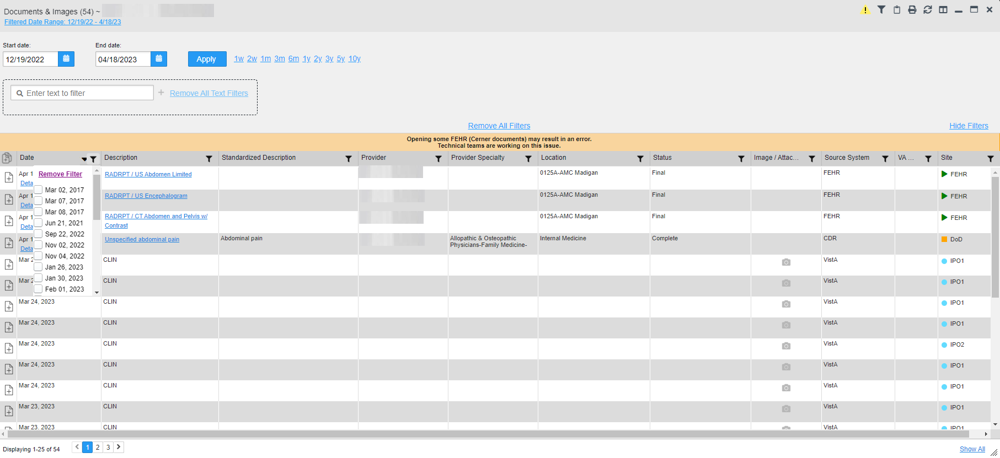 Documents & Images (54) ~
Filtered Date Range: 12/19/22 - 4/18/23
Start date:
End date:
12/19/2022
04/18/2023
Apply
1w 2w 1m 3m 6m 1y 2y 3y 5y 10y
Enter text to filter
+ Remove All Text Filters
Remove All Filters
Hide Filters
Opening some FEHR (Cerner documents) may result in an error.
Technical teams are working on this issue.
Date Description Standardized Description Provider Provider Specialty Location Status Image / Attac... Source System VA ... Site
Remove Filter
Mar 02, 2017
Mar 07, 2017
Mar 08, 2017
Jun 21, 2021
Sep 22, 2022
Nov 02, 2022
Nov 04, 2022
Jan 26, 2023
Jan 30, 2023
Feb 01, 2023
Apr 1 RADRPT / US Abdomen Limited 0125A-AMC Madigan Final FEHR FEHR
Deta
Apr 1 RADRPT / US Encephalogram 0125A-AMC Madigan Final FEHR FEHR
Deta
Apr 1 RADRPT / CT Abdomen and Pelvis w/ 0125A-AMC Madigan Final FEHR FEHR
Deta Contrast
Apr 1 Unspecified abdominal pain Abdominal pain Allopathic & Osteopathic Internal Medicine Complete CDR DoD
Deta Physicians-Family Medicine-
Mar 2 CLIN VistA IPO1
Mar 2 CLIN VistA IPO1
Mar 24, 2023 CLIN VistA IPO1
Mar 24, 2023 CLIN VistA IPO1
Mar 24, 2023 CLIN VistA IPO2
Mar 24, 2023 CLIN VistA IPO1
Mar 24, 2023 CLIN VistA IPO1
Mar 23, 2023 CLIN VistA IPO1
Mar 23, 2023 CLIN VistA IPO1
Displaying 1-25 of 54
1 2 3
Show All